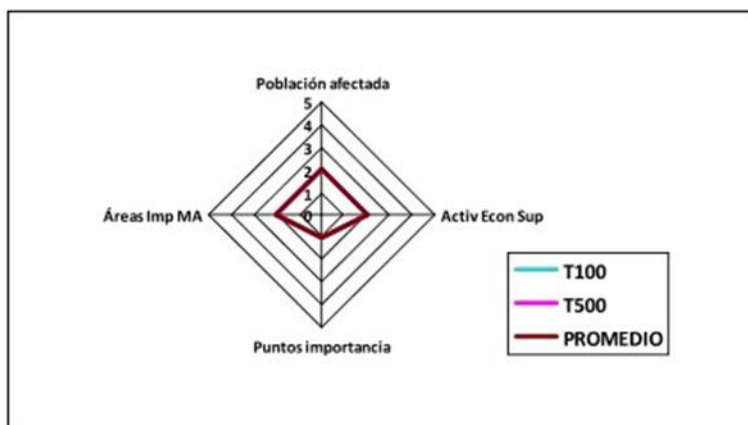 Población afectada
5
4
3
2
1
0
Áreas Imp MA
Activ Econ Sup
Puntos importancia
T100
T500
PROMEDIO